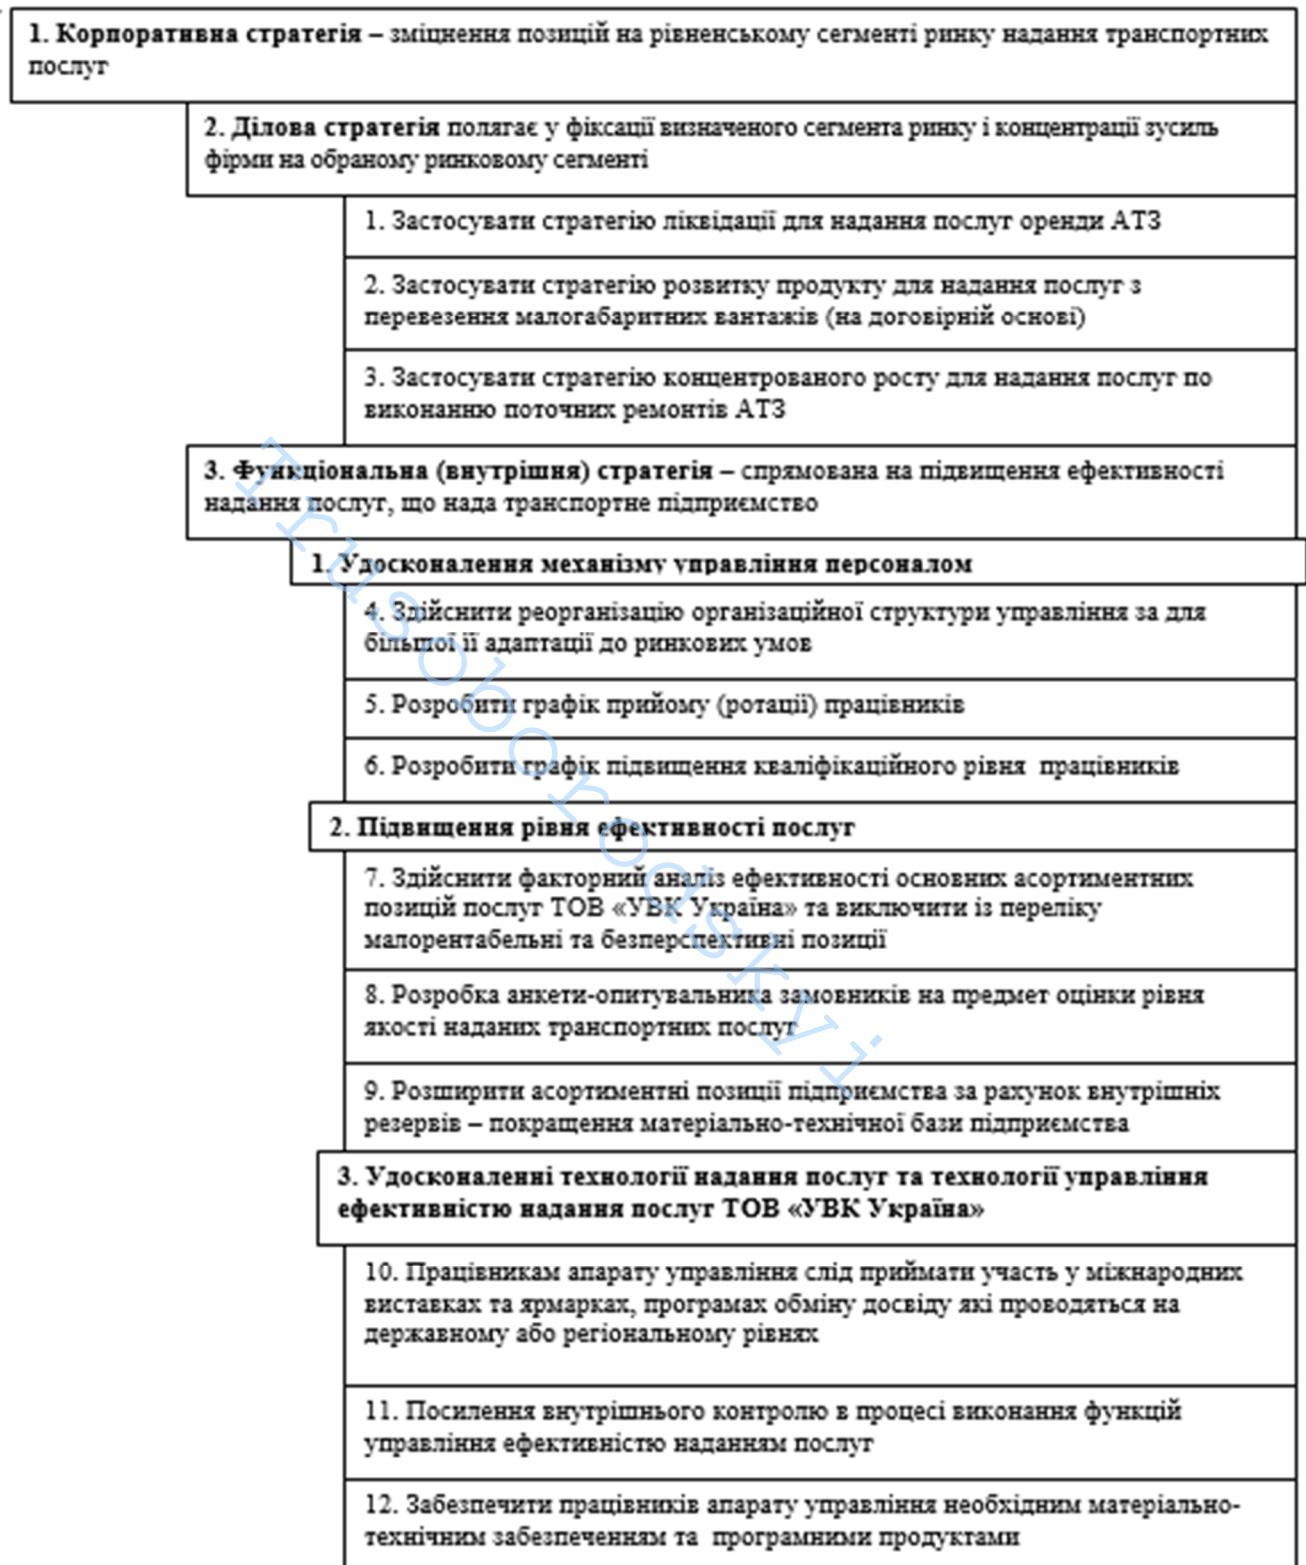 1. Корпоративна стратегія – зміцнення позицій на рівненському сегменті ринку надання транспортних
послуг
2. Ділова стратегія полягає у фіксації визначеного сегмента ринку і концентрації зусиль
фірми на обраному ринковому сегменті
1. Застосувати стратегію ліквідації для надання послуг оренди АТЗ
2. Застосувати стратегію розвитку продукту для надання послуг з
перевезення малогабаритних вантажів (на договірній основі)
3. Застосувати стратегію концентрованого росту для надання послуг по
виконанню поточних ремонтів АТЗ
3. Функціональна (внутрішня) стратегія – спрямована на підвищення ефективності
надання послуг, що нада транспортне підприємство
1. Удосконалення механізму управління персоналом
4. Здійснити реорганізацію організаційної структури управління за для
більшої її адаптації до ринкових умов
5. Розробити графік прийому (ротації) працівників
6. Розробити графік підвищення кваліфікаційного рівня працівників
2. Підвищення рівня ефективності послуг
7. Здійснити факторний аналіз ефективності основних асортиментних
позицій послуг ТОВ «УВК Україна» та виключити із переліку
малорентабельні та безперспективні позиції
8. Розробка анкети-опитувальника замовників на предмет оцінки рівня
якості наданих транспортних послуг
9. Розширити асортиментні позиції підприємства за рахунок внутрішніх
резервів – покращення матеріально-технічної бази підприємства
3. Удосконаленні технології надання послуг та технології управління
ефективністю надання послуг ТОВ «УВК Україна»
10. Працівникам апарату управління слід приймати участь у міжнародних
виставках та ярмарках, програмах обміну досвіду які проводяться на
державному або регіональному рівнях
11. Посилення внутрішнього контролю в процесі виконання функцій
управління ефективністю наданням послуг
12. Забезпечити працівників апарату управління необхідним матеріально-
технічним забезпеченням та програмними продуктами
Trusoborodskyi